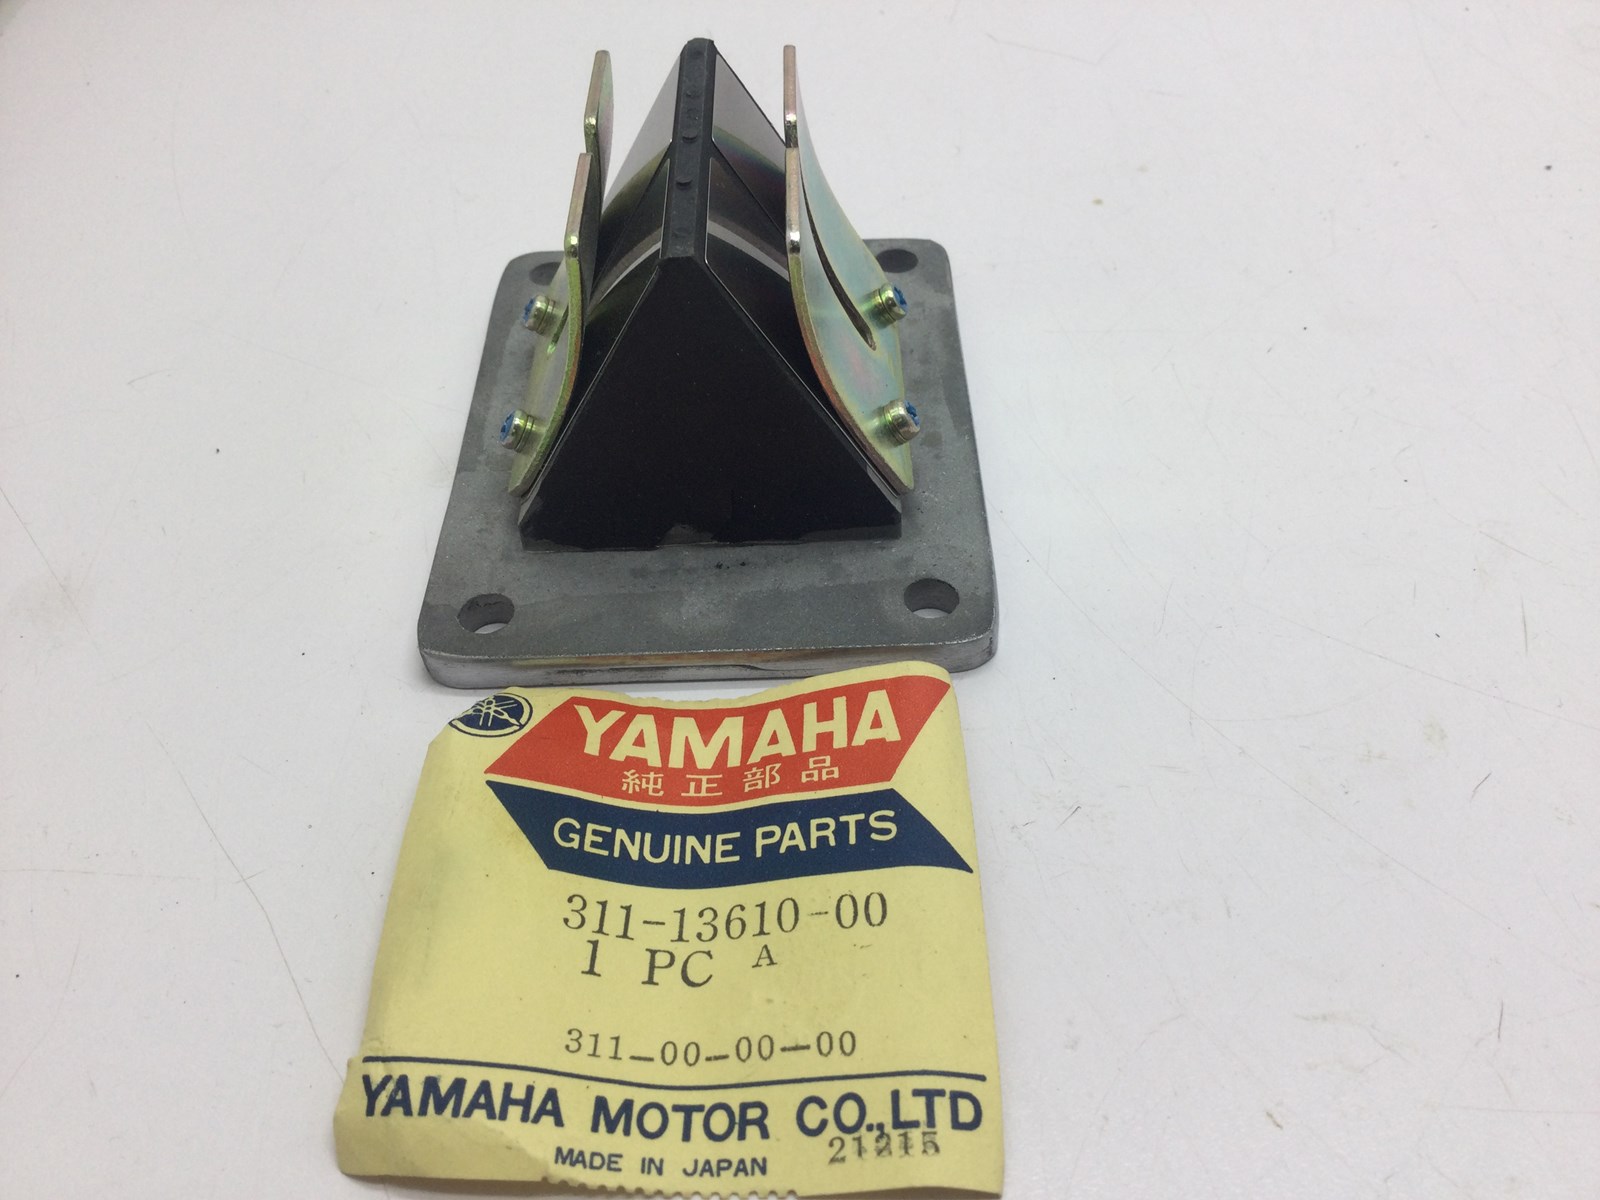 YAMAHA
純正部品
GENUINE PARTS
311-13610-00
1 PC A
311-00-00-00
YAMAHA MOTOR CO.,LTD
MADE IN JAPAN